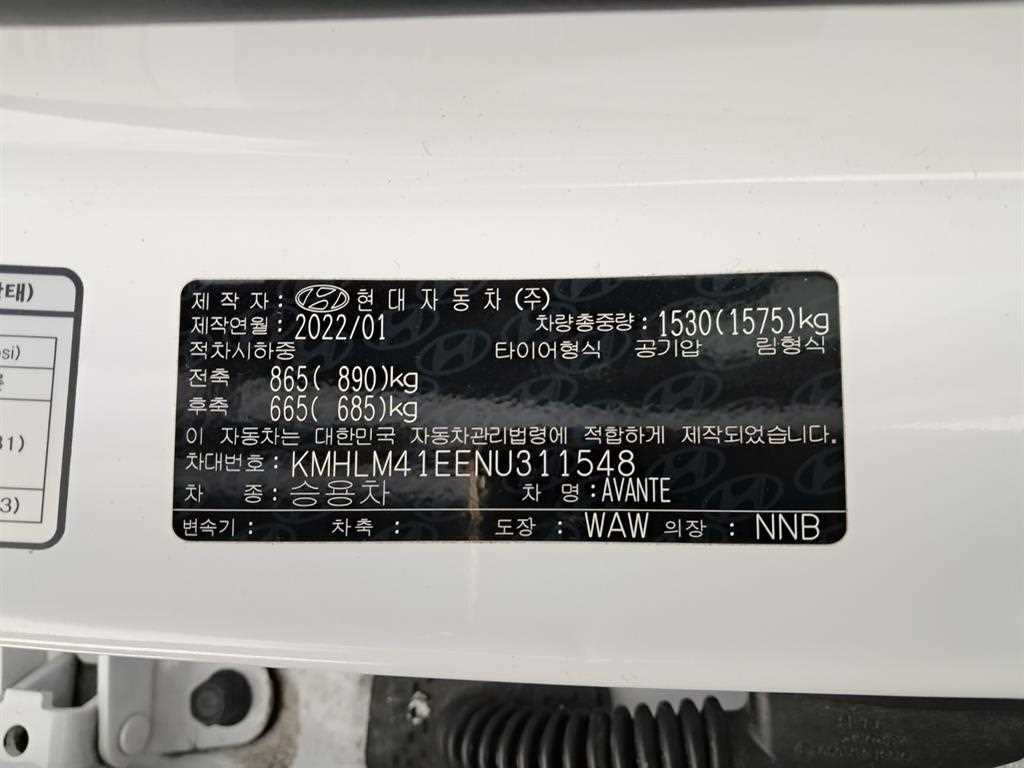 제 작 자 : 현 대 자 동 차 (주)
제작연월 : 2022/01 차량총중량 : 1530(1575)kg
적차시하중 타이어형식 공기압 림형식
전축 865( 890)kg
후축 665( 685)kg
이 자동차는 대한민국 자동차관리법령에 적합하게 제작되었습니다.
차대번호 : KMHLM41EENU311548
차 종 : 승용차 차 명 : AVANTE
변속기 : 차축 : 도장 : WAW 의장 : NNB
태)
si)
31)
3)